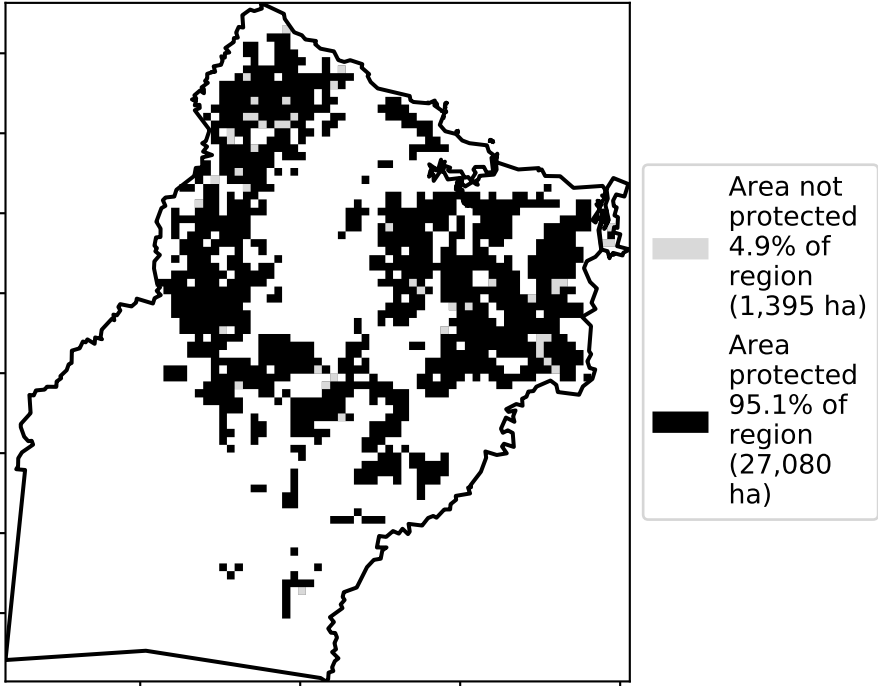 Area not
protected
4.9% of
region
(1,395 ha)
Area
protected
95.1% of
region
(27,080
ha)